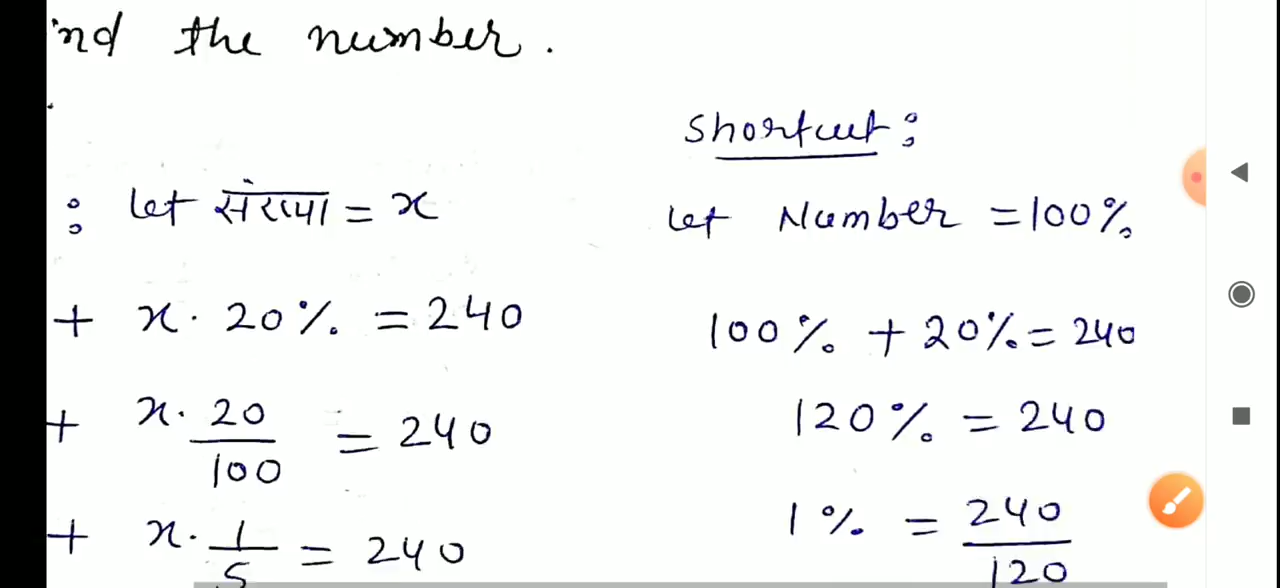 ind the number.
: Let संख्या = x
+ x · 20% = 240
+ x · 20/100 = 240
+ x · 1/5 = 240
Shortcut :
Let Number = 100%
100% + 20% = 240
120% = 240
1% = 240/120